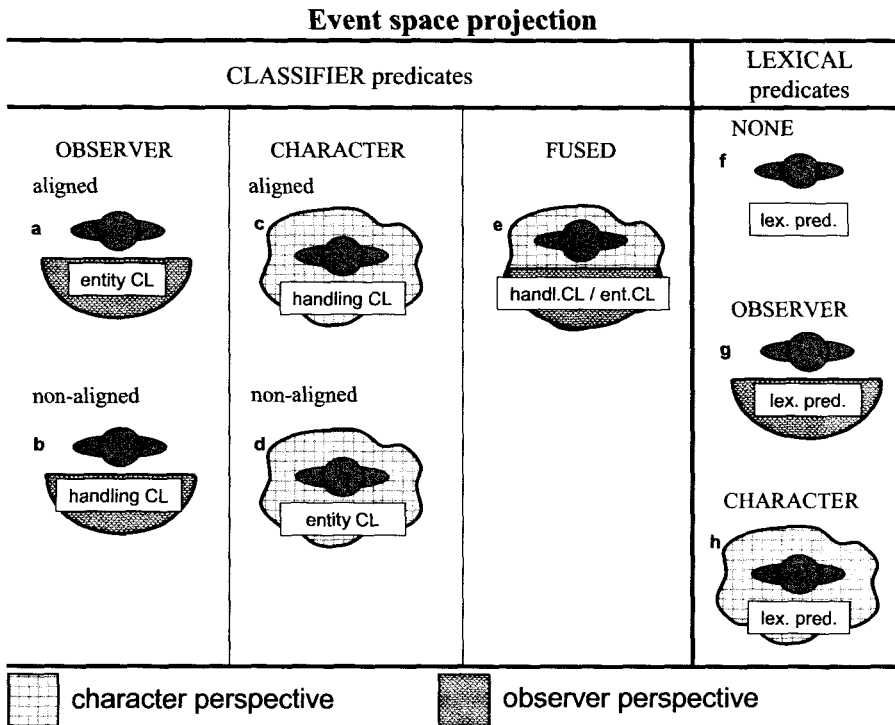 Event space projection
CLASSIFIER predicates
LEXICAL
predicates
OBSERVER
aligned
a
entity CL
non-aligned
b
handling CL
CHARACTER
aligned
c
handling CL
non-aligned
d
entity CL
FUSED
e
handl.CL / ent.CL
NONE
f
lex. pred.
OBSERVER
g
lex. pred.
CHARACTER
h
lex. pred.
character perspective
observer perspective